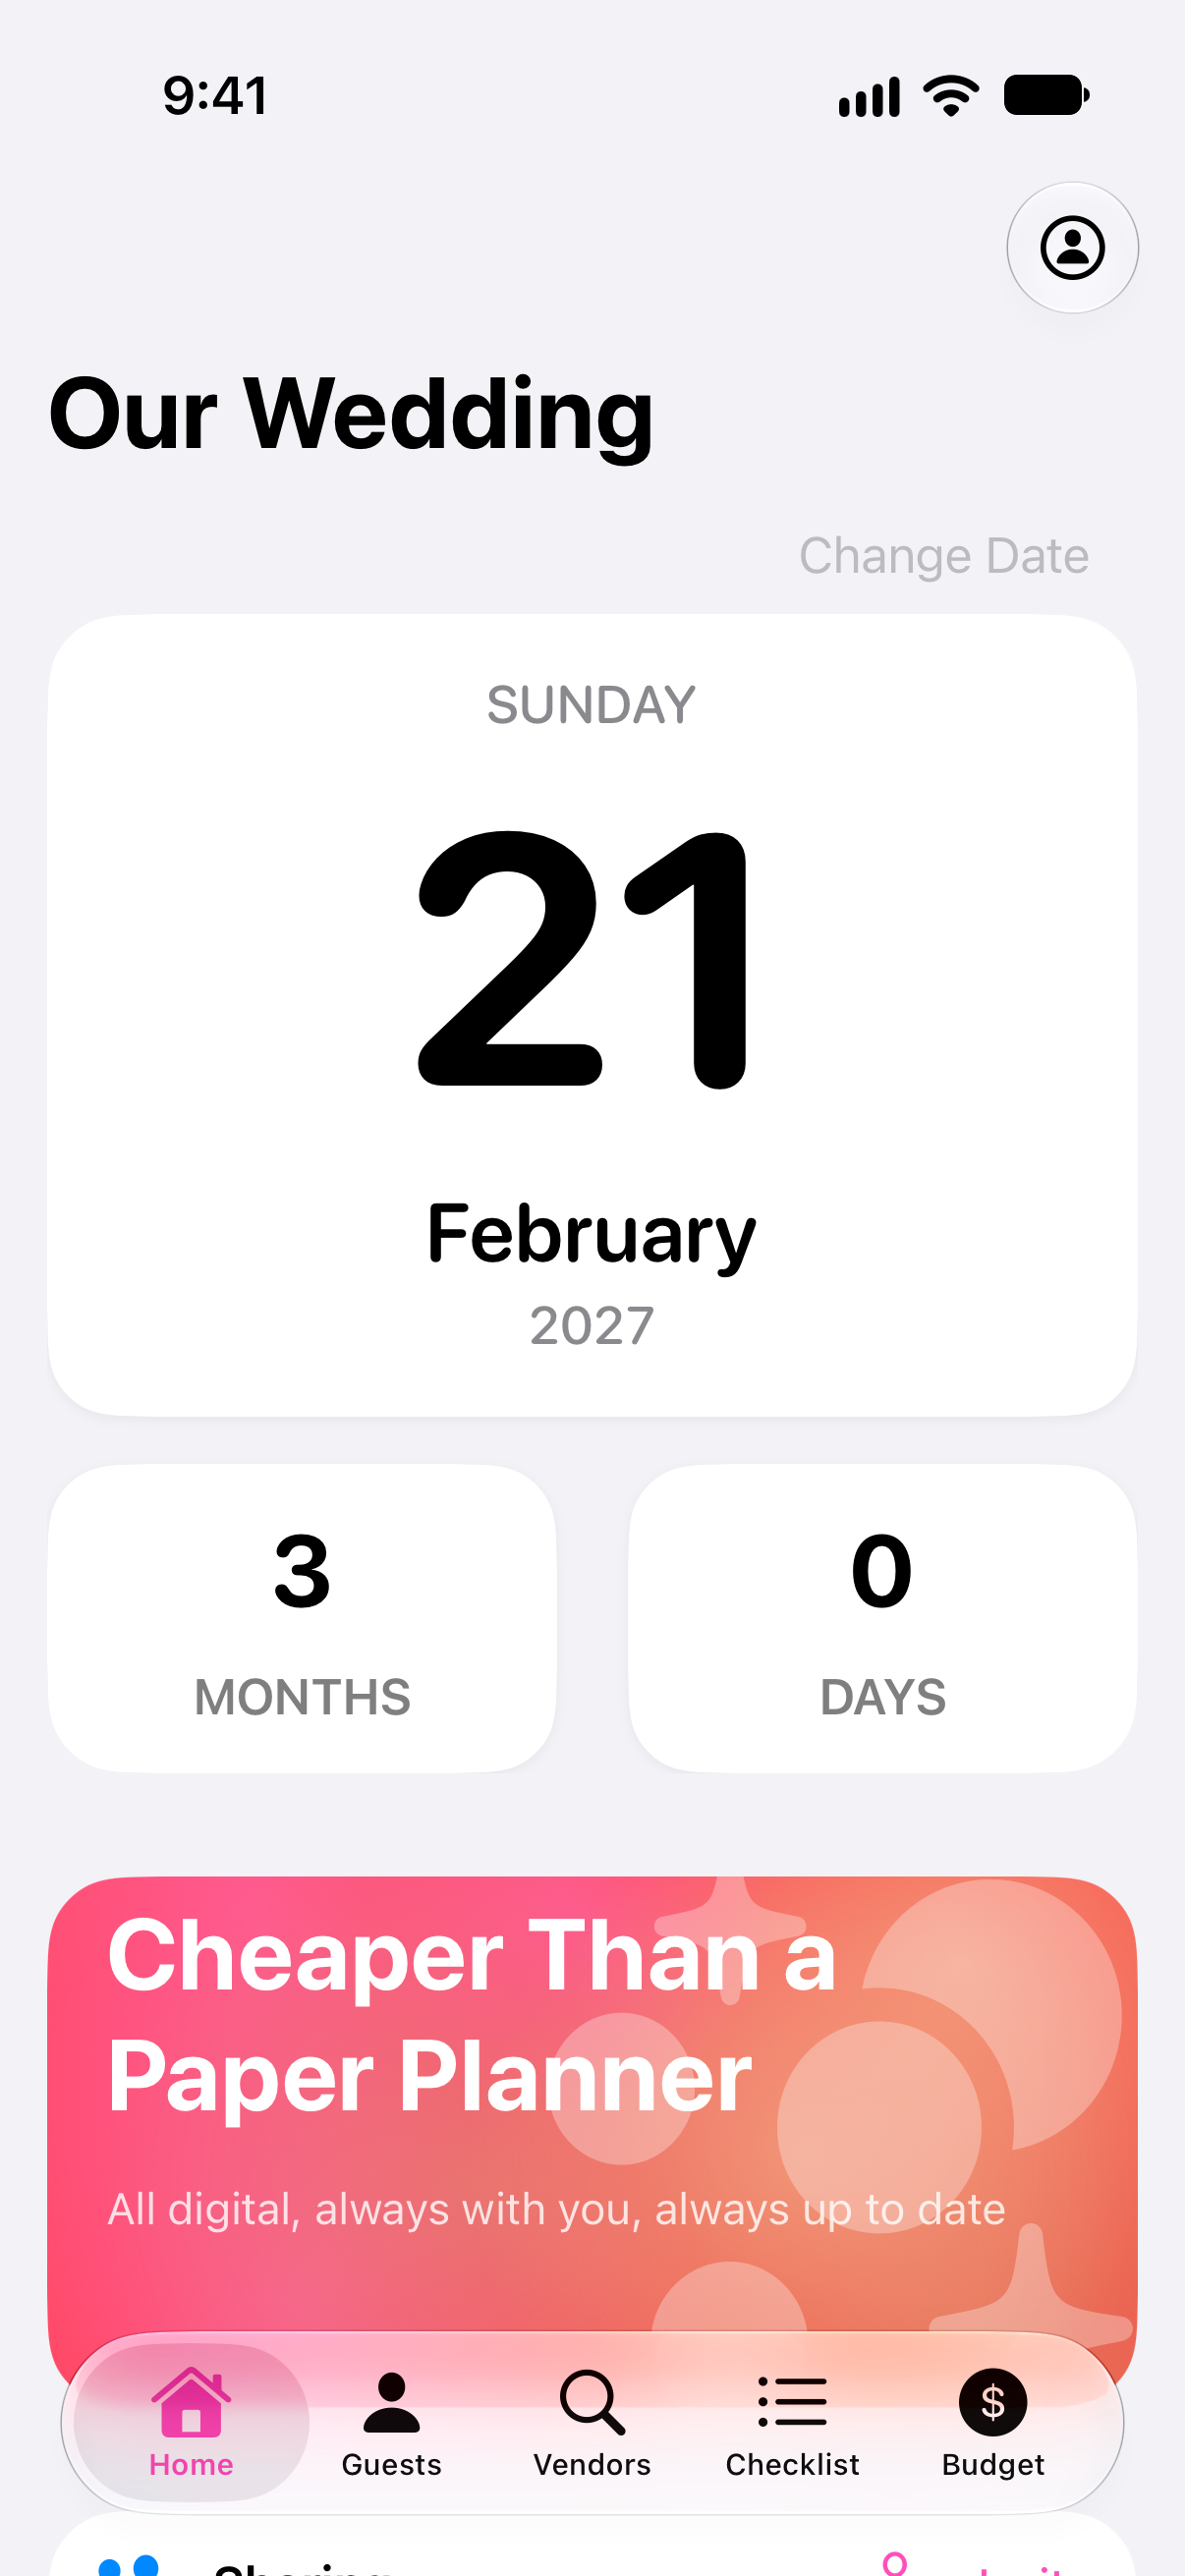 9:41
Our Wedding
Change Date
SUNDAY
21
February
2027
3
MONTHS
0
DAYS
Cheaper Than a
Paper Planner
All digital, always with you, always up to date
$
Home
Guests
Vendors
Checklist
Budget
Sharing